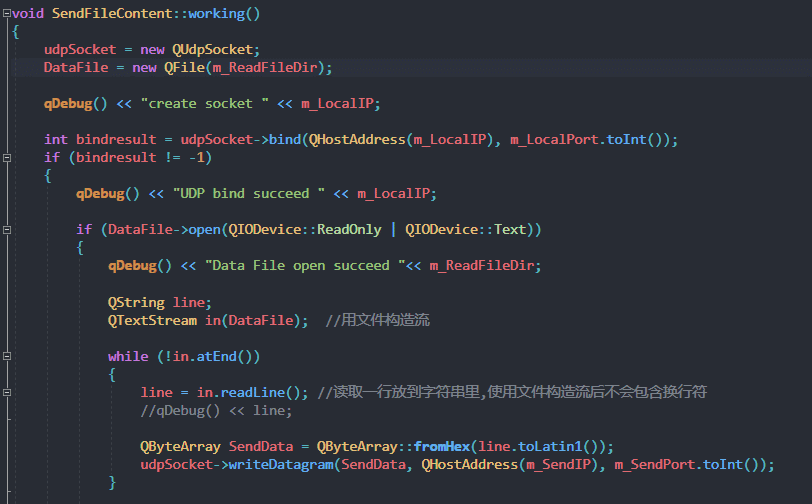 void SendFileContent::working()
{
udpSocket = new QUdpSocket;
DataFile = new QFile(m_ReadFileDir);
qDebug() << "create socket " << m_LocalIP;
int bindresult = udpSocket->bind(QHostAddress(m_LocalIP), m_LocalPort.toInt());
if (bindresult != -1)
{
qDebug() << "UDP bind succeed " << m_LocalIP;
if (DataFile->open(QIODevice::ReadOnly | QIODevice::Text))
{
qDebug() << "Data File open succeed "<< m_ReadFileDir;
QString line;
QTextStream in(DataFile);  //用文件构造流
while (!in.atEnd())
{
line = in.readLine(); //读取一行放到字符串里,使用文件构造流后不会包含换行符
//qDebug() << line;
QByteArray SendData = QByteArray::fromHex(line.toLatin1());
udpSocket->writeDatagram(SendData, QHostAddress(m_SendIP), m_SendPort.toInt());
}